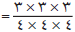 = ٣ × ٣ × ٣
٤ × ٤ × ٤